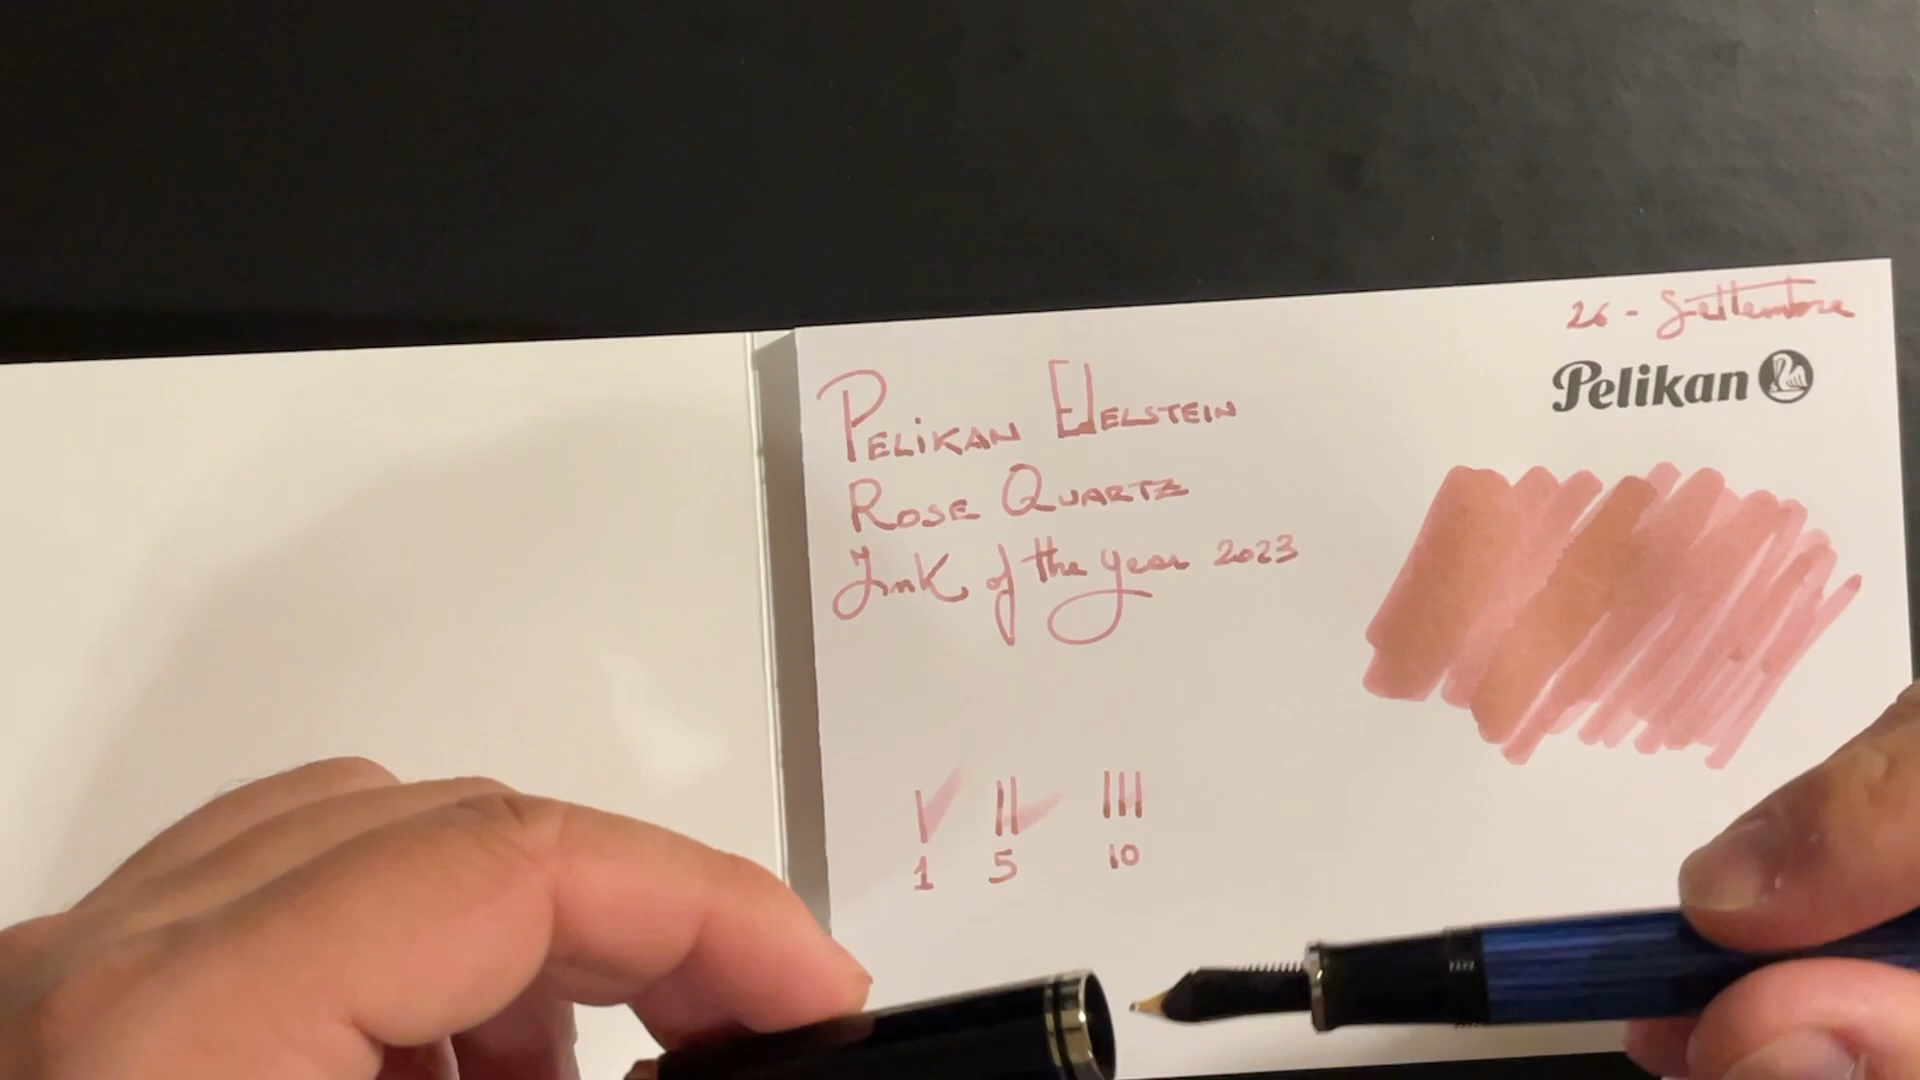 26 - Settembre
Pelikan
PELiKAN EdELSTEIN
ROSE QUARTZ
Ink of the year 2023
1 5 10